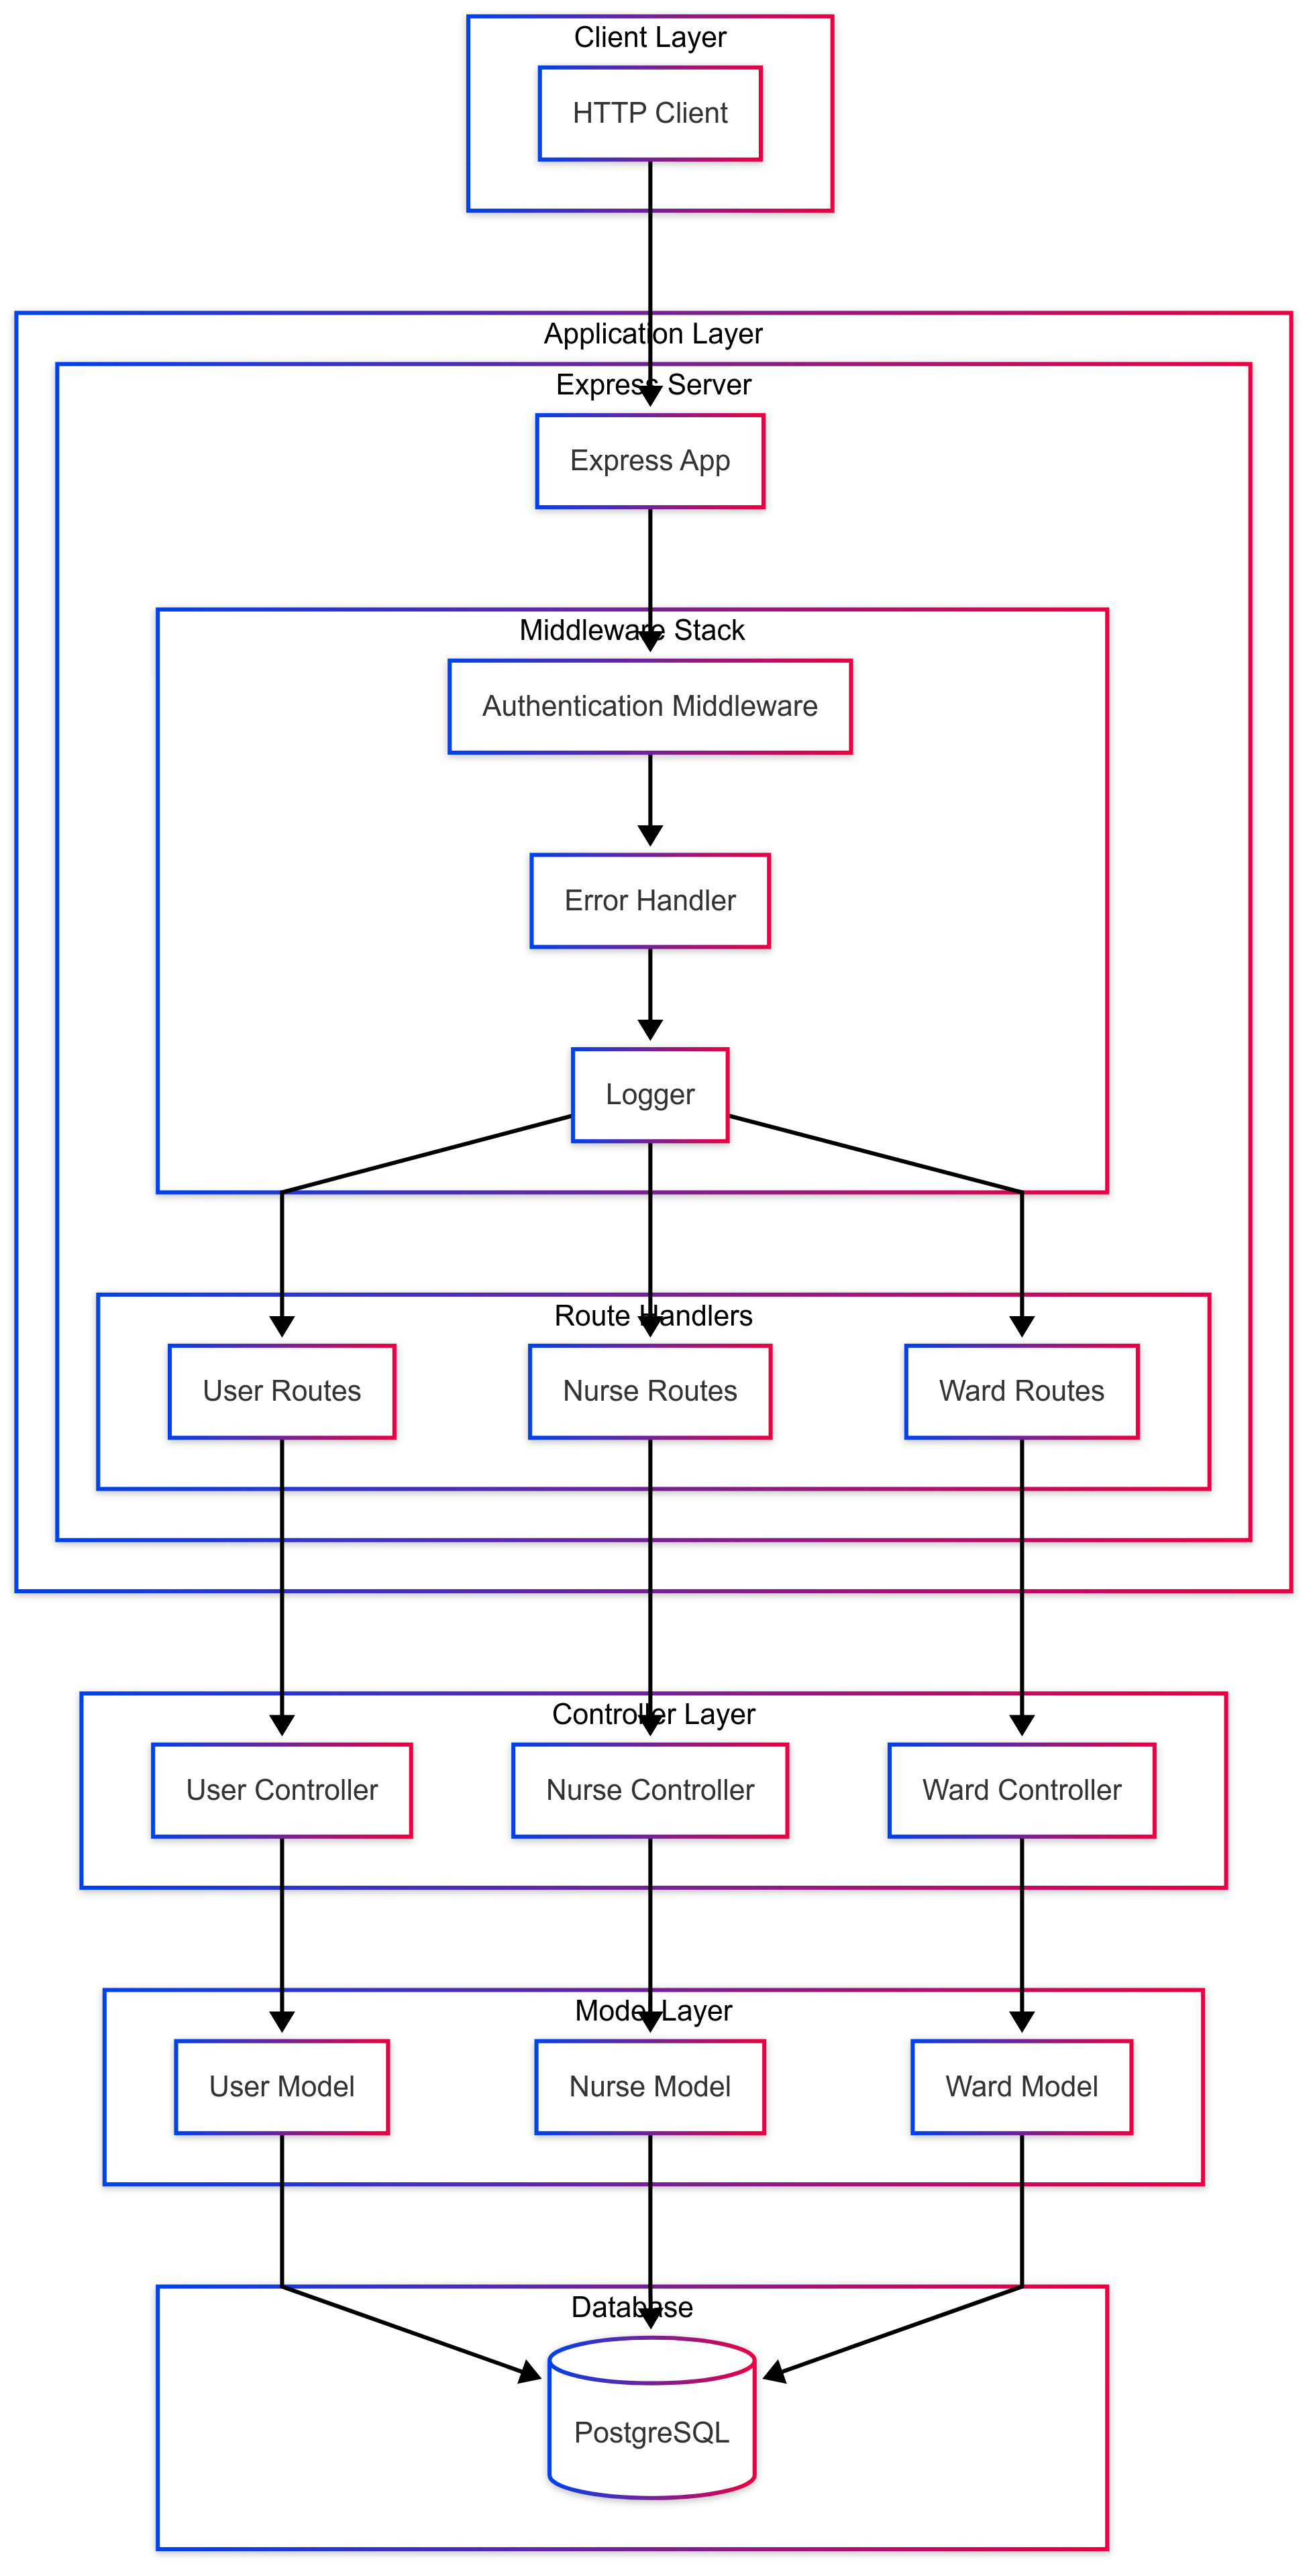 Client Layer
HTTP Client
Application Layer
Express Server
Express App
Middleware Stack
Authentication Middleware
Error Handler
Logger
Route Handlers
User Routes
Nurse Routes
Ward Routes
Controller Layer
User Controller
Nurse Controller
Ward Controller
Model Layer
User Model
Nurse Model
Ward Model
Database
PostgreSQL